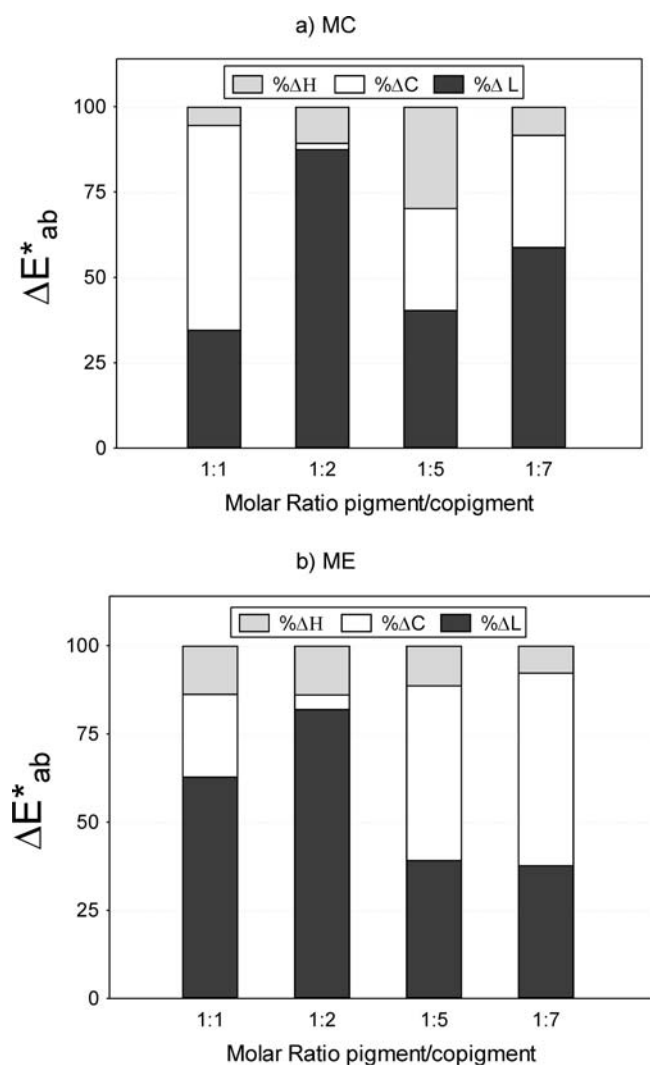 a) MC
%ΔH %ΔC %Δ L
100
75
50
25
0
ΔE*ab
1:1 1:2 1:5 1:7
Molar Ratio pigment/copigment
b) ME
%ΔH %ΔC %ΔL
100
75
50
25
0
ΔE*ab
1:1 1:2 1:5 1:7
Molar Ratio pigment/copigment